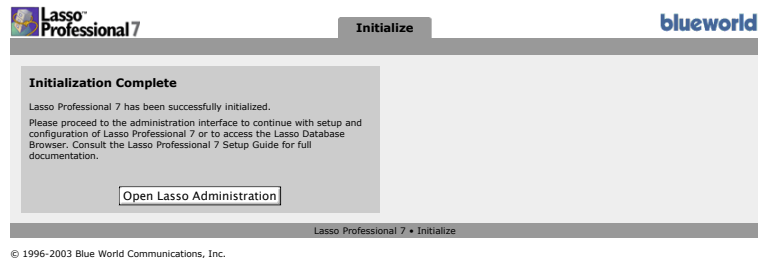 Lasso™
Professional 7
Initialize
blueworld
Initialization Complete
Lasso Professional 7 has been successfully initialized.
Please proceed to the administration interface to continue with setup and
configuration of Lasso Professional 7 or to access the Lasso Database
Browser. Consult the Lasso Professional 7 Setup Guide for full
documentation.
Open Lasso Administration
Lasso Professional 7 • Initialize
© 1996-2003 Blue World Communications, Inc.